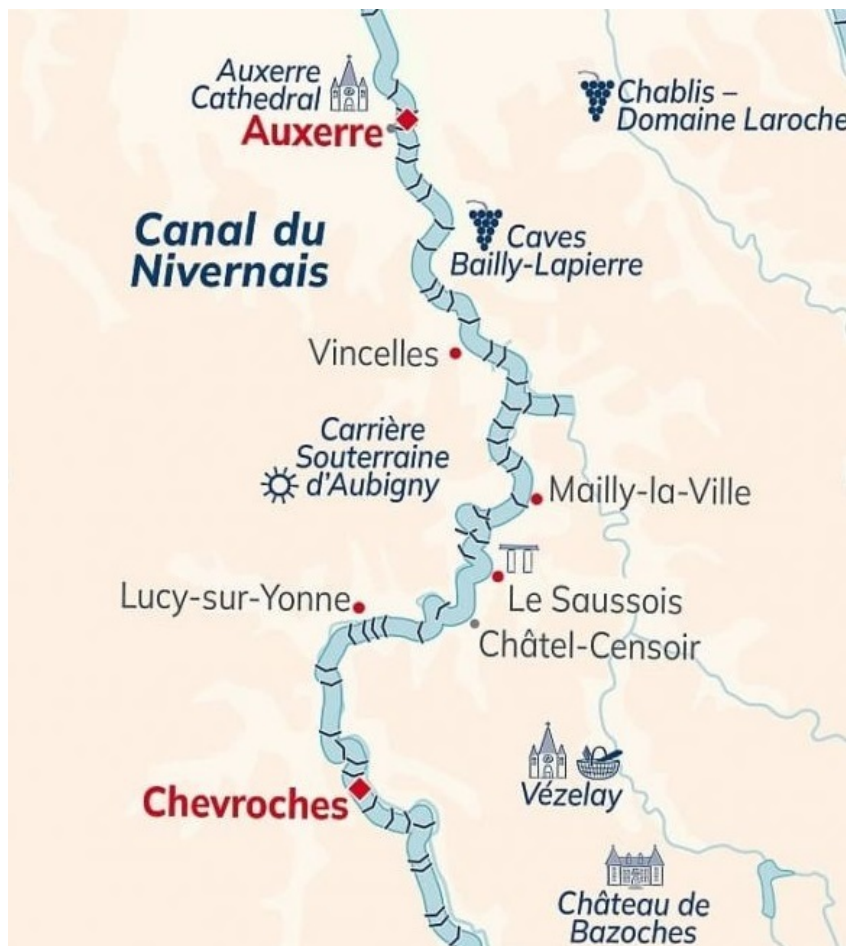 Auxerre
Cathedral
Auxerre
Chablis –
Domaine Laroche
Canal du
Nivernais
Caves
Bailly-Lapierre
Vincelles
Carrière
Souterraine
d'Aubigny
Mailly-la-Ville
Lucy-sur-Yonne
Le Saussois
Châtel-Censoir
Chevroches
Vézelay
Château de
Bazoches